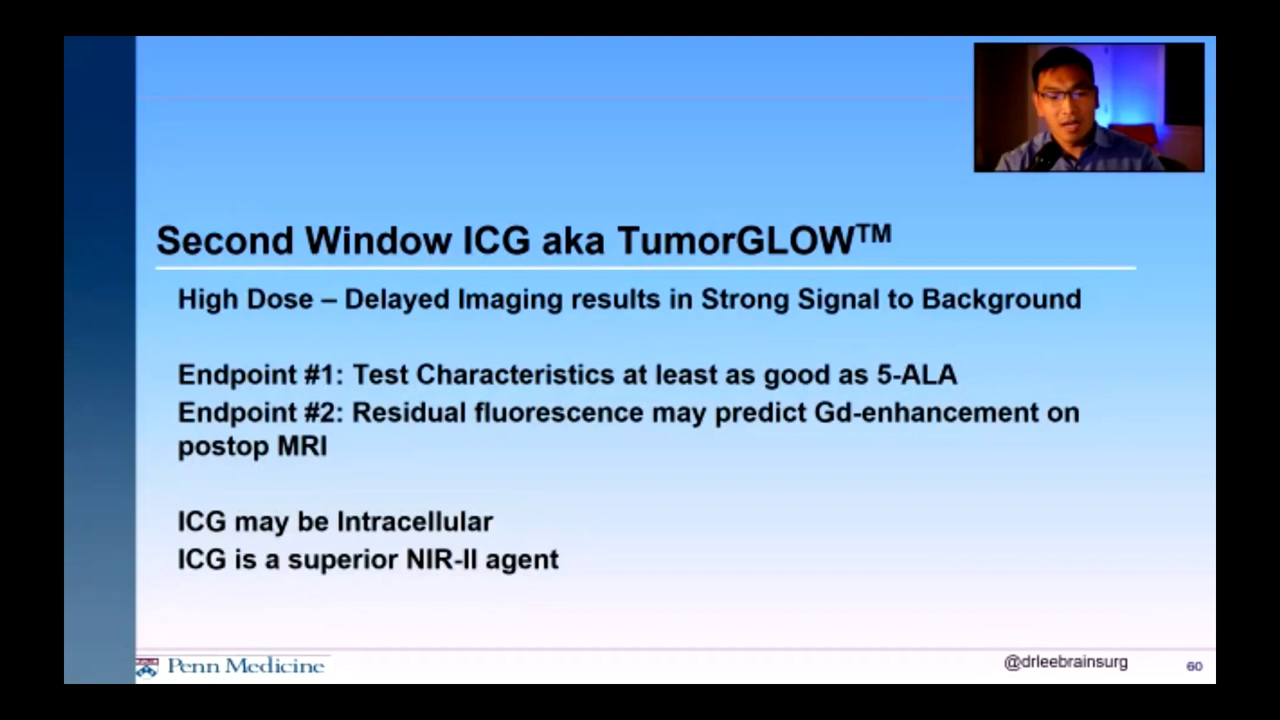 Second Window ICG aka TumorGLOW™
High Dose – Delayed Imaging results in Strong Signal to Background
Endpoint #1: Test Characteristics at least as good as 5-ALA
Endpoint #2: Residual fluorescence may predict Gd-enhancement on
postop MRI
ICG may be Intracellular
ICG is a superior NIR-II agent
Penn Medicine
@drleebrainsurg
60